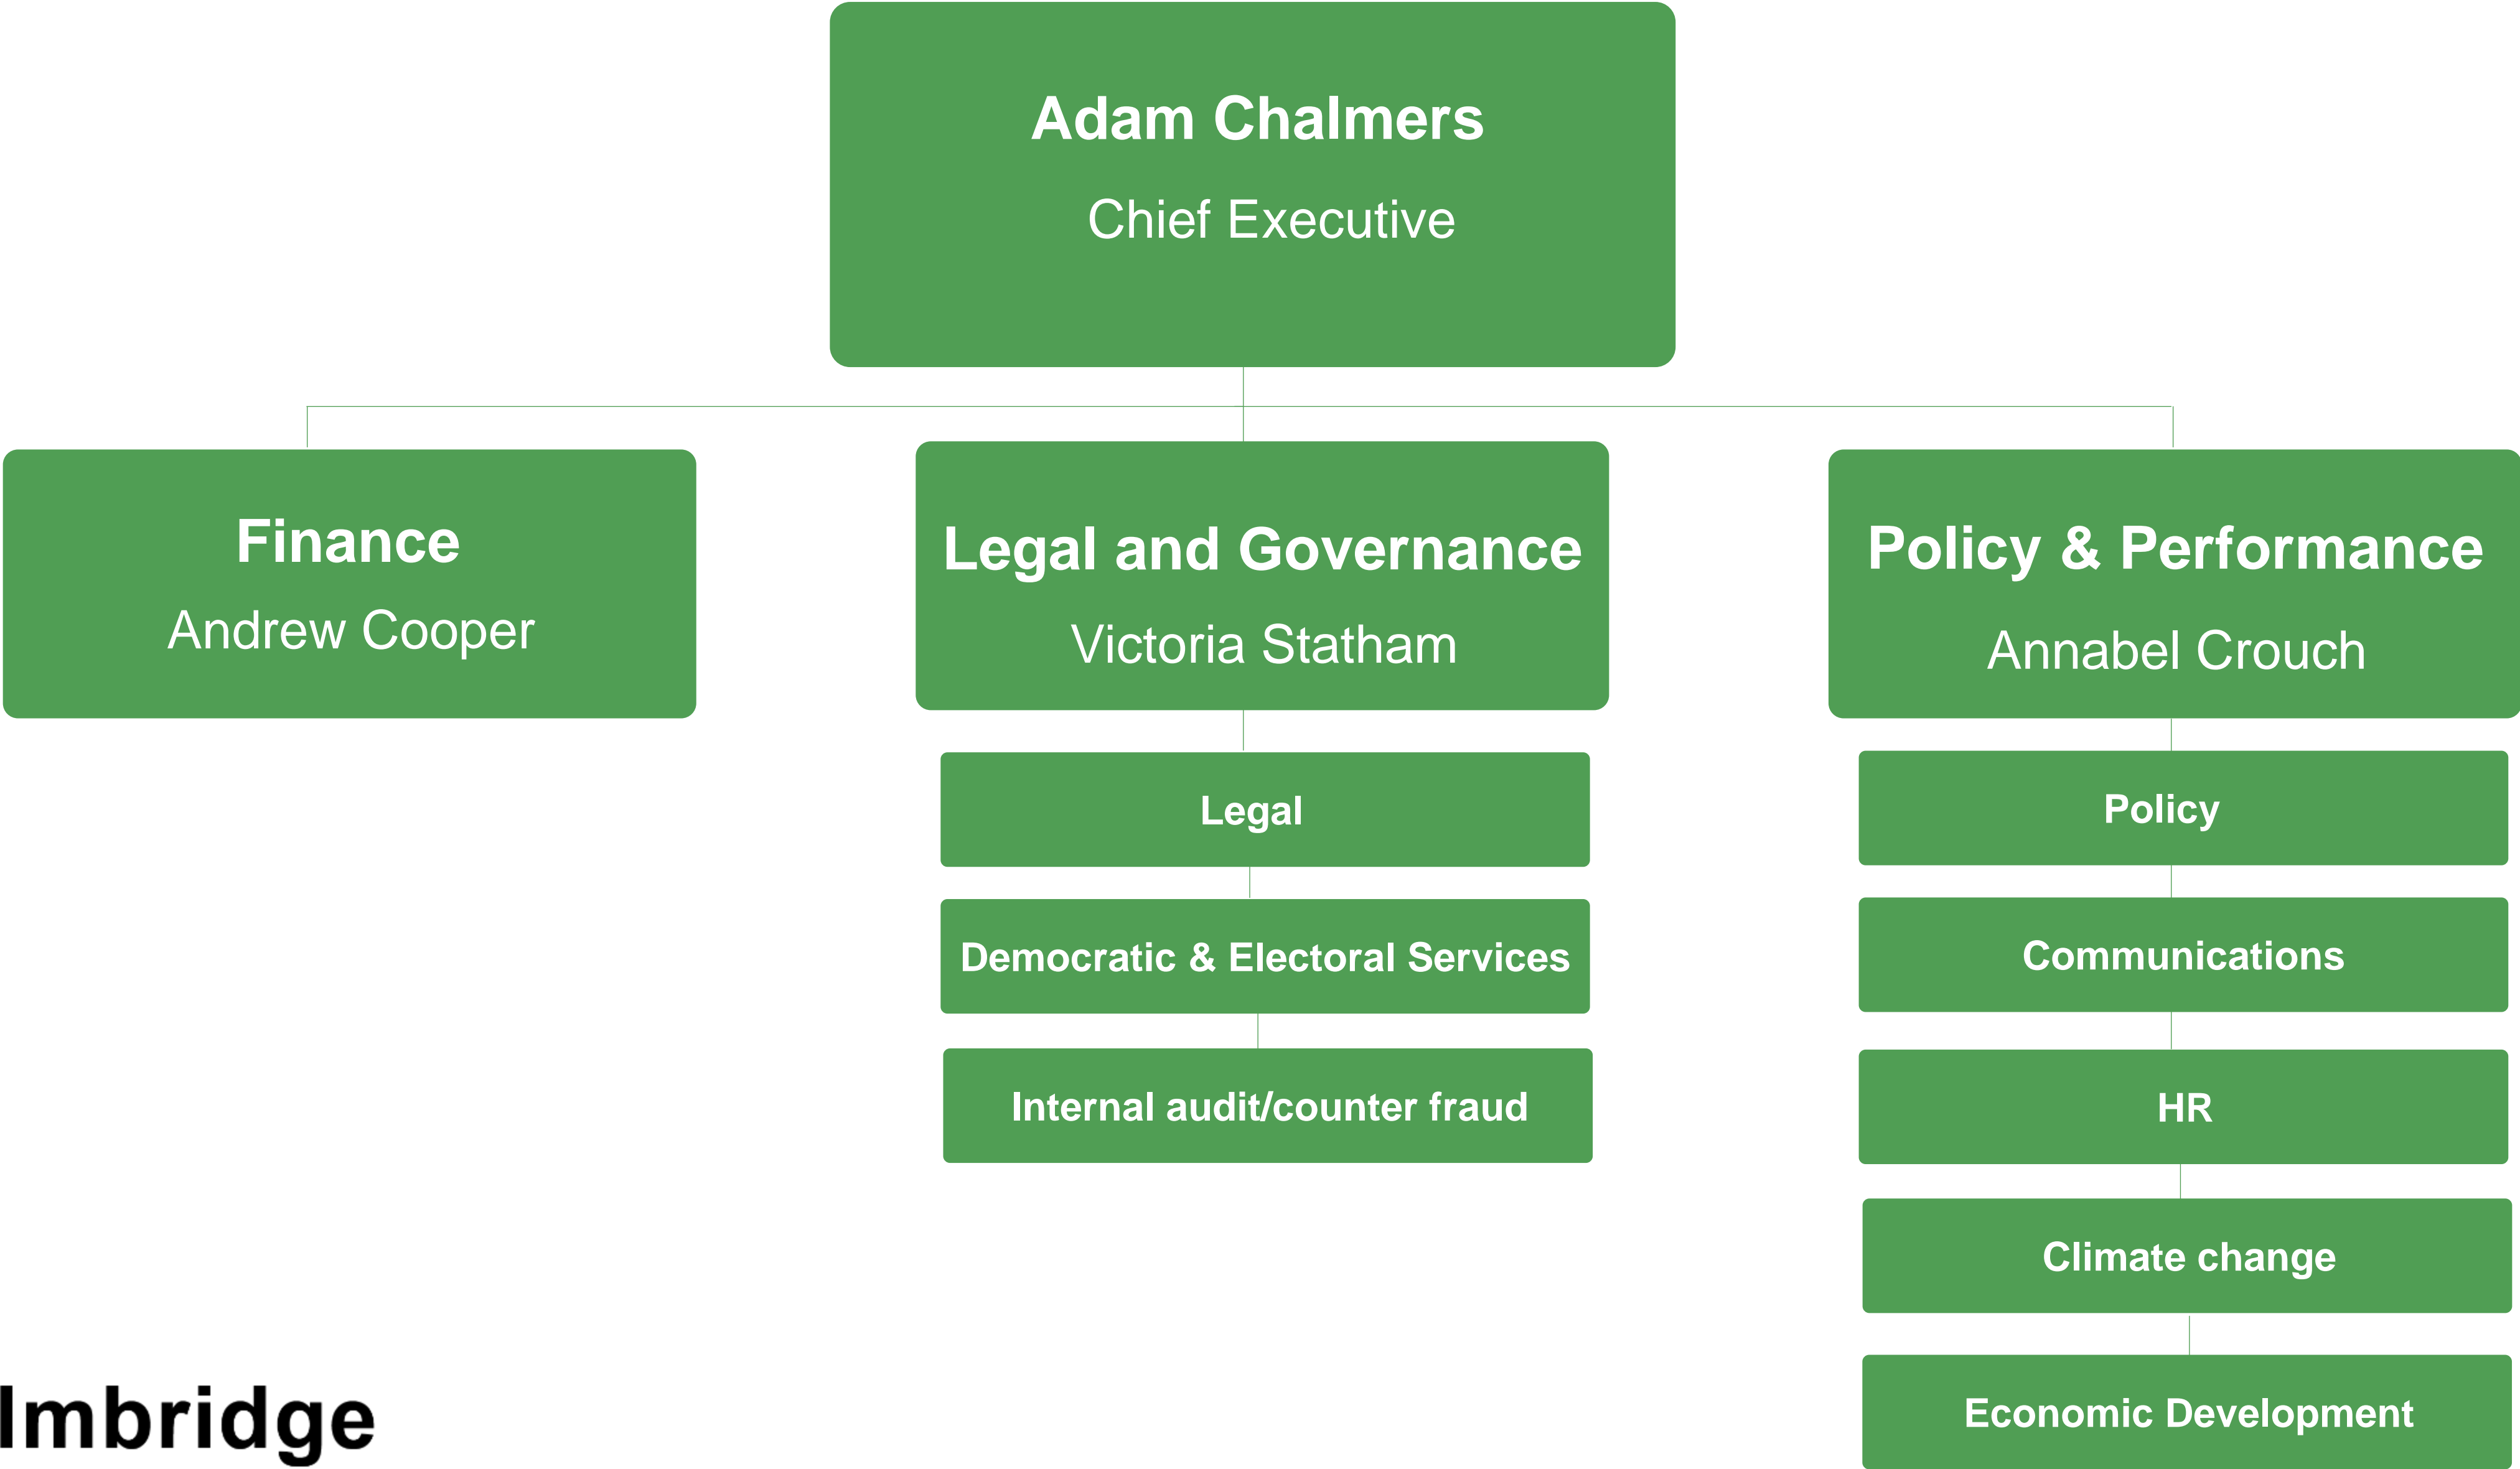 Adam Chalmers
Chief Executive
Finance
Andrew Cooper
Legal and Governance
Victoria Statham
Policy & Performance
Annabel Crouch
Legal
Democratic & Electoral Services
Internal audit/counter fraud
Policy
Communications
HR
Climate change
Economic Development
lmbridge